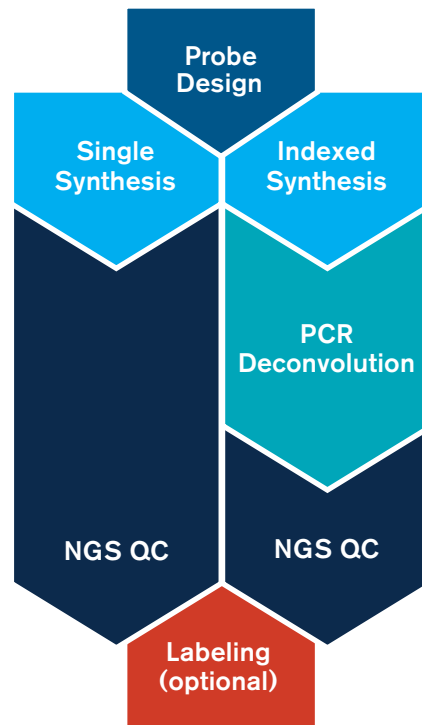 Probe
Design
Single
Synthesis
Indexed
Synthesis
PCR
Deconvolution
NGS QC
NGS QC
Labeling
(optional)